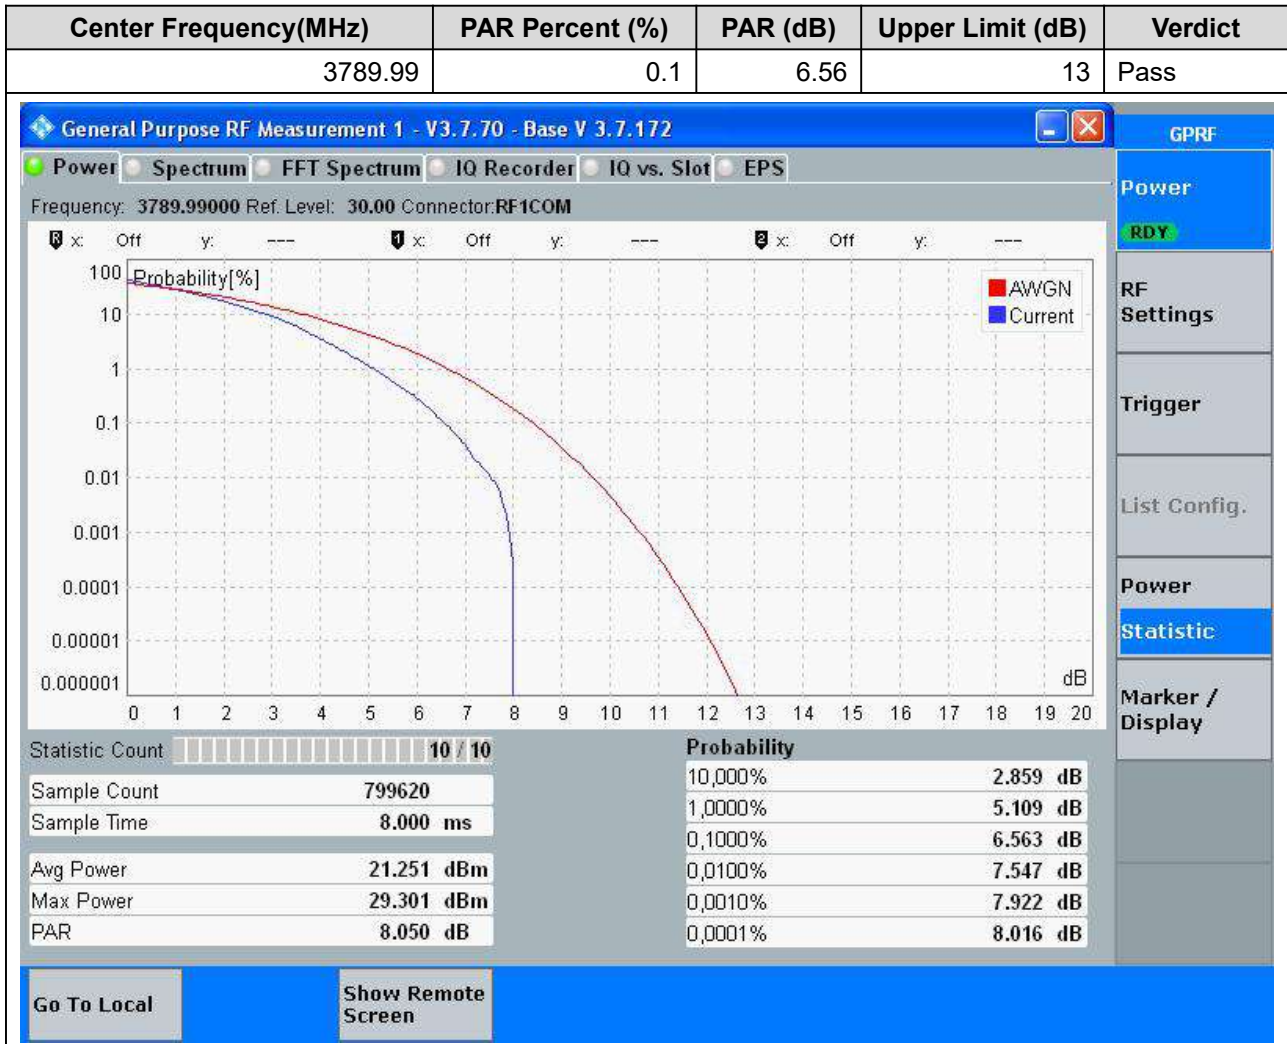 Center Frequency(MHz) PAR Percent (%) PAR (dB) Upper Limit (dB) Verdict
3789.99 0.1 6.56 13 Pass
General Purpose RF Measurement 1 - V3.7.70 - Base V 3.7.172
GPRF
Power Spectrum FFT Spectrum IQ Recorder IQ vs. Slot EPS
Power
RDY
Frequency: 3789.99000 Ref. Level: 30.00 Connector:RF1COM
R x: Off y: --- 1 x: Off y: --- 2 x: Off y: ---
Probability[%]
AWGN
Current
100
10
1
0.1
0.01
0.001
0.0001
0.00001
0.000001
dB
0 1 2 3 4 5 6 7 8 9 10 11 12 13 14 15 16 17 18 19 20
RF
Settings
Trigger
List Config.
Power
Statistic
Marker /
Display
Statistic Count 10 / 10
Sample Count 799620
Sample Time 8.000 ms
Avg Power 21.251 dBm
Max Power 29.301 dBm
PAR 8.050 dB
Probability
10,000% 2.859 dB
1,0000% 5.109 dB
0,1000% 6.563 dB
0,0100% 7.547 dB
0,0010% 7.922 dB
0,0001% 8.016 dB
Go To Local
Show Remote
Screen